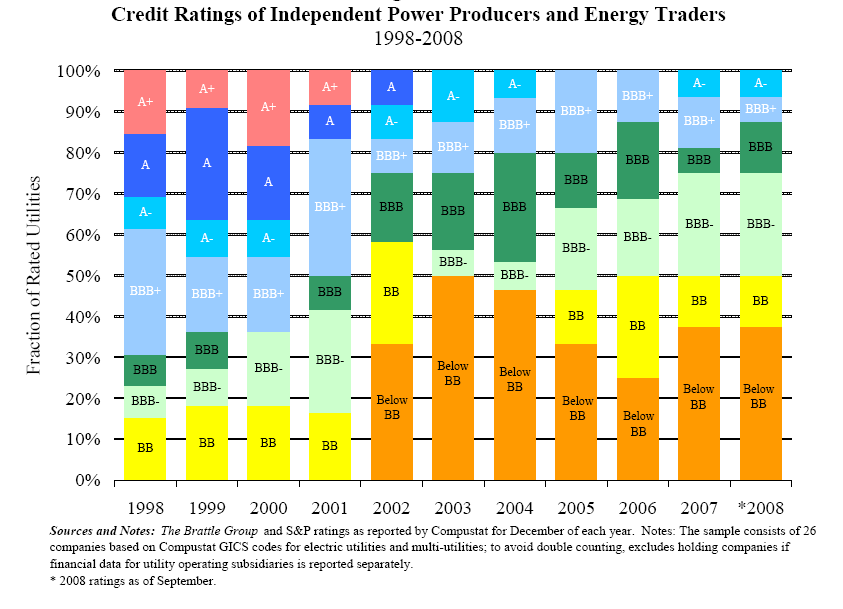 Credit Ratings of Independent Power Producers and Energy Traders
1998-2008
Fraction of Rated Utilities
100%
90%
80%
70%
60%
50%
40%
30%
20%
10%
0%
A+
A
A-
BBB+
BBB
BBB-
BB
A+
A
A-
BBB+
BBB
BBB-
BB
A+
A
A-
BBB+
BBB-
BB
A+
A
BBB+
BBB
BBB-
BB
A
A-
BBB+
BBB
BB
Below
BB
A-
BBB+
BBB
BBB-
Below
BB
A-
BBB+
BBB
BBB-
Below
BB
BBB+
BBB
BBB-
BB
Below
BB
BBB+
BBB
BBB-
BB
Below
BB
A-
BBB+
BBB
BBB-
BB
Below
BB
A-
BBB+
BBB
BBB-
BB
Below
BB
1998 1999 2000 2001 2002 2003 2004 2005 2006 2007 *2008
Sources and Notes: The Brattle Group and S&P ratings as reported by Compustat for December of each year. Notes: The sample consists of 26
companies based on Compustat GICS codes for electric utilities and multi-utilities; to avoid double counting, excludes holding companies if
financial data for utility operating subsidiaries is reported separately.
* 2008 ratings as of September.